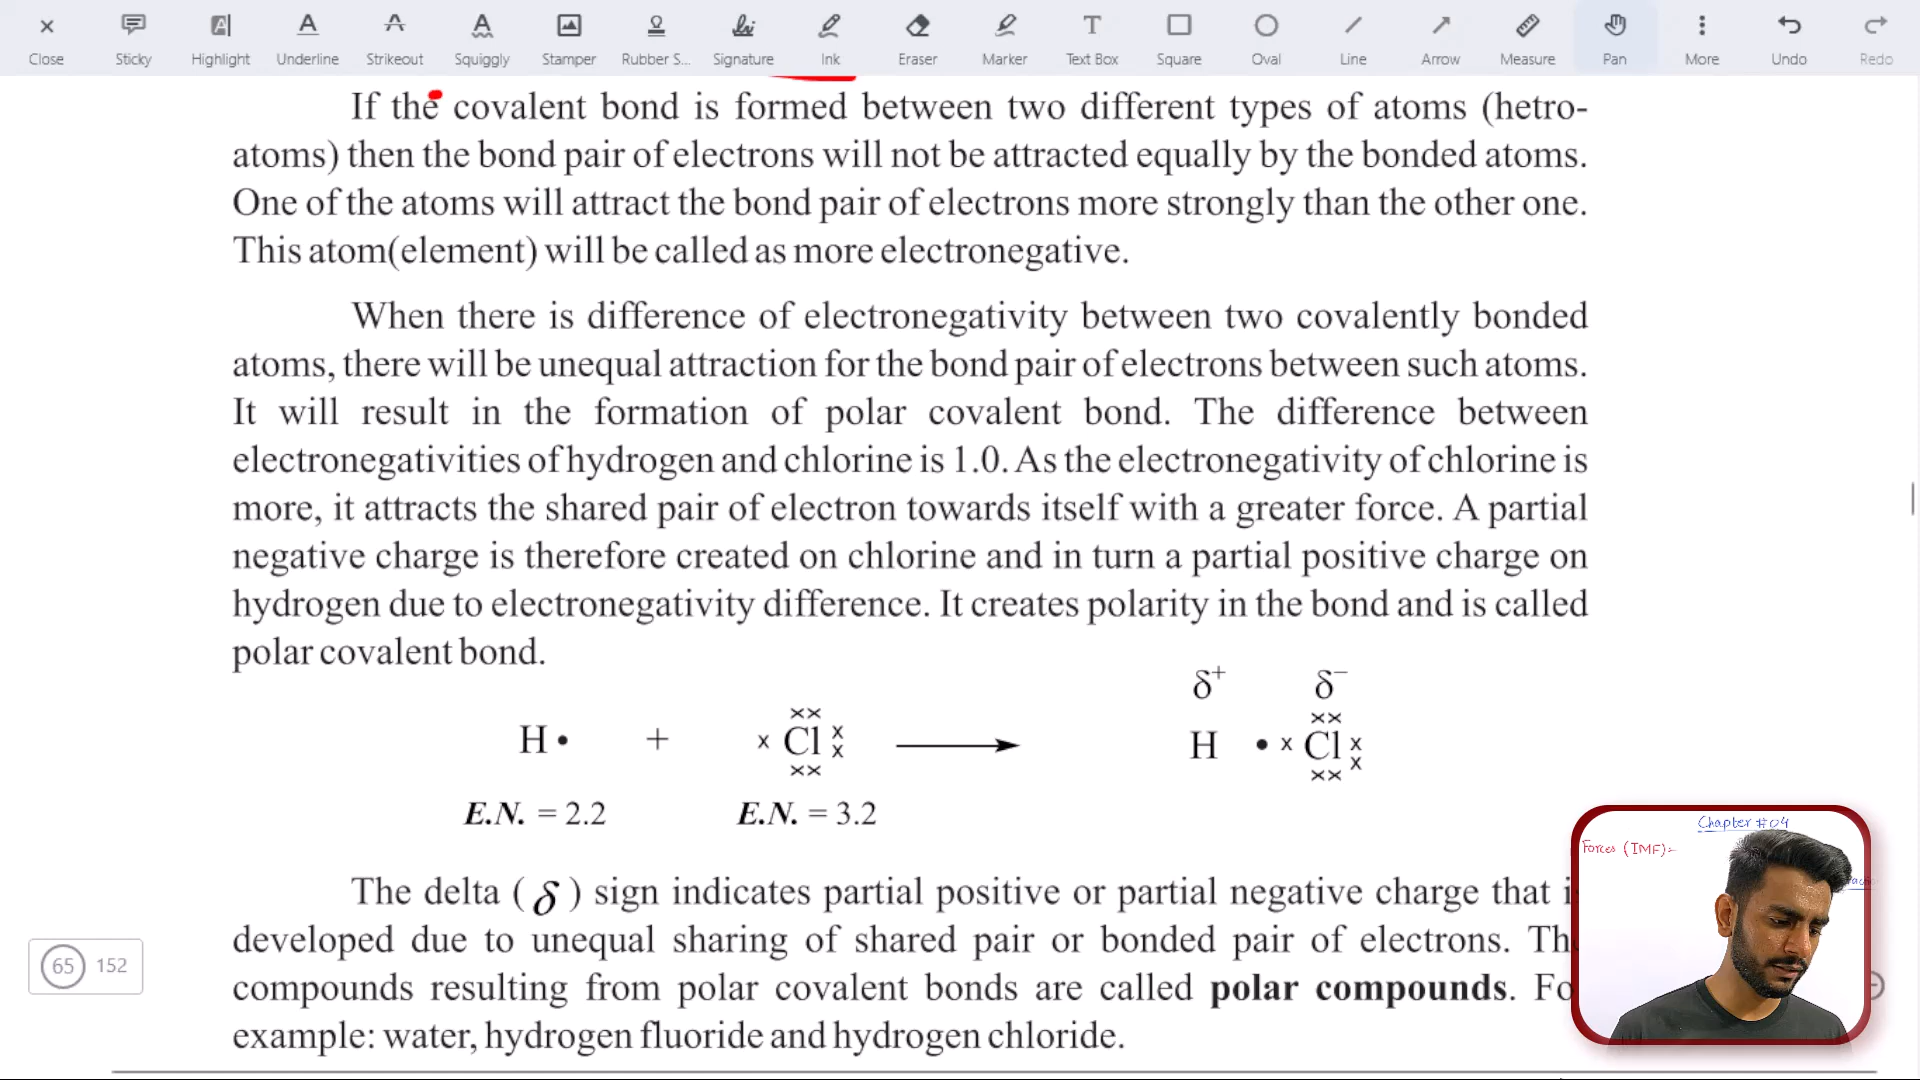 Close Sticky Highlight Underline Strikeout Squiggly Stamper Rubber S... Signature Ink Eraser Marker Text Box Square Oval Line Arrow Measure Pan More Undo Redo
If the covalent bond is formed between two different types of atoms (hetro-
atoms) then the bond pair of electrons will not be attracted equally by the bonded atoms.
One of the atoms will attract the bond pair of electrons more strongly than the other one.
This atom(element) will be called as more electronegative.
When there is difference of electronegativity between two covalently bonded
atoms, there will be unequal attraction for the bond pair of electrons between such atoms.
It will result in the formation of polar covalent bond. The difference between
electronegativities of hydrogen and chlorine is 1.0. As the electronegativity of chlorine is
more, it attracts the shared pair of electron towards itself with a greater force. A partial
negative charge is therefore created on chlorine and in turn a partial positive charge on
hydrogen due to electronegativity difference. It creates polarity in the bond and is called
polar covalent bond.
δ⁺ δ⁻
H • + x Cl xx → H • x Cl xx
E.N. = 2.2 E.N. = 3.2
Chapter #04
Forces (IMF):-
The delta (δ) sign indicates partial positive or partial negative charge that
developed due to unequal sharing of shared pair or bonded pair of electrons.
65 152
compounds resulting from polar covalent bonds are called polar compounds.
example: water, hydrogen fluoride and hydrogen chloride.